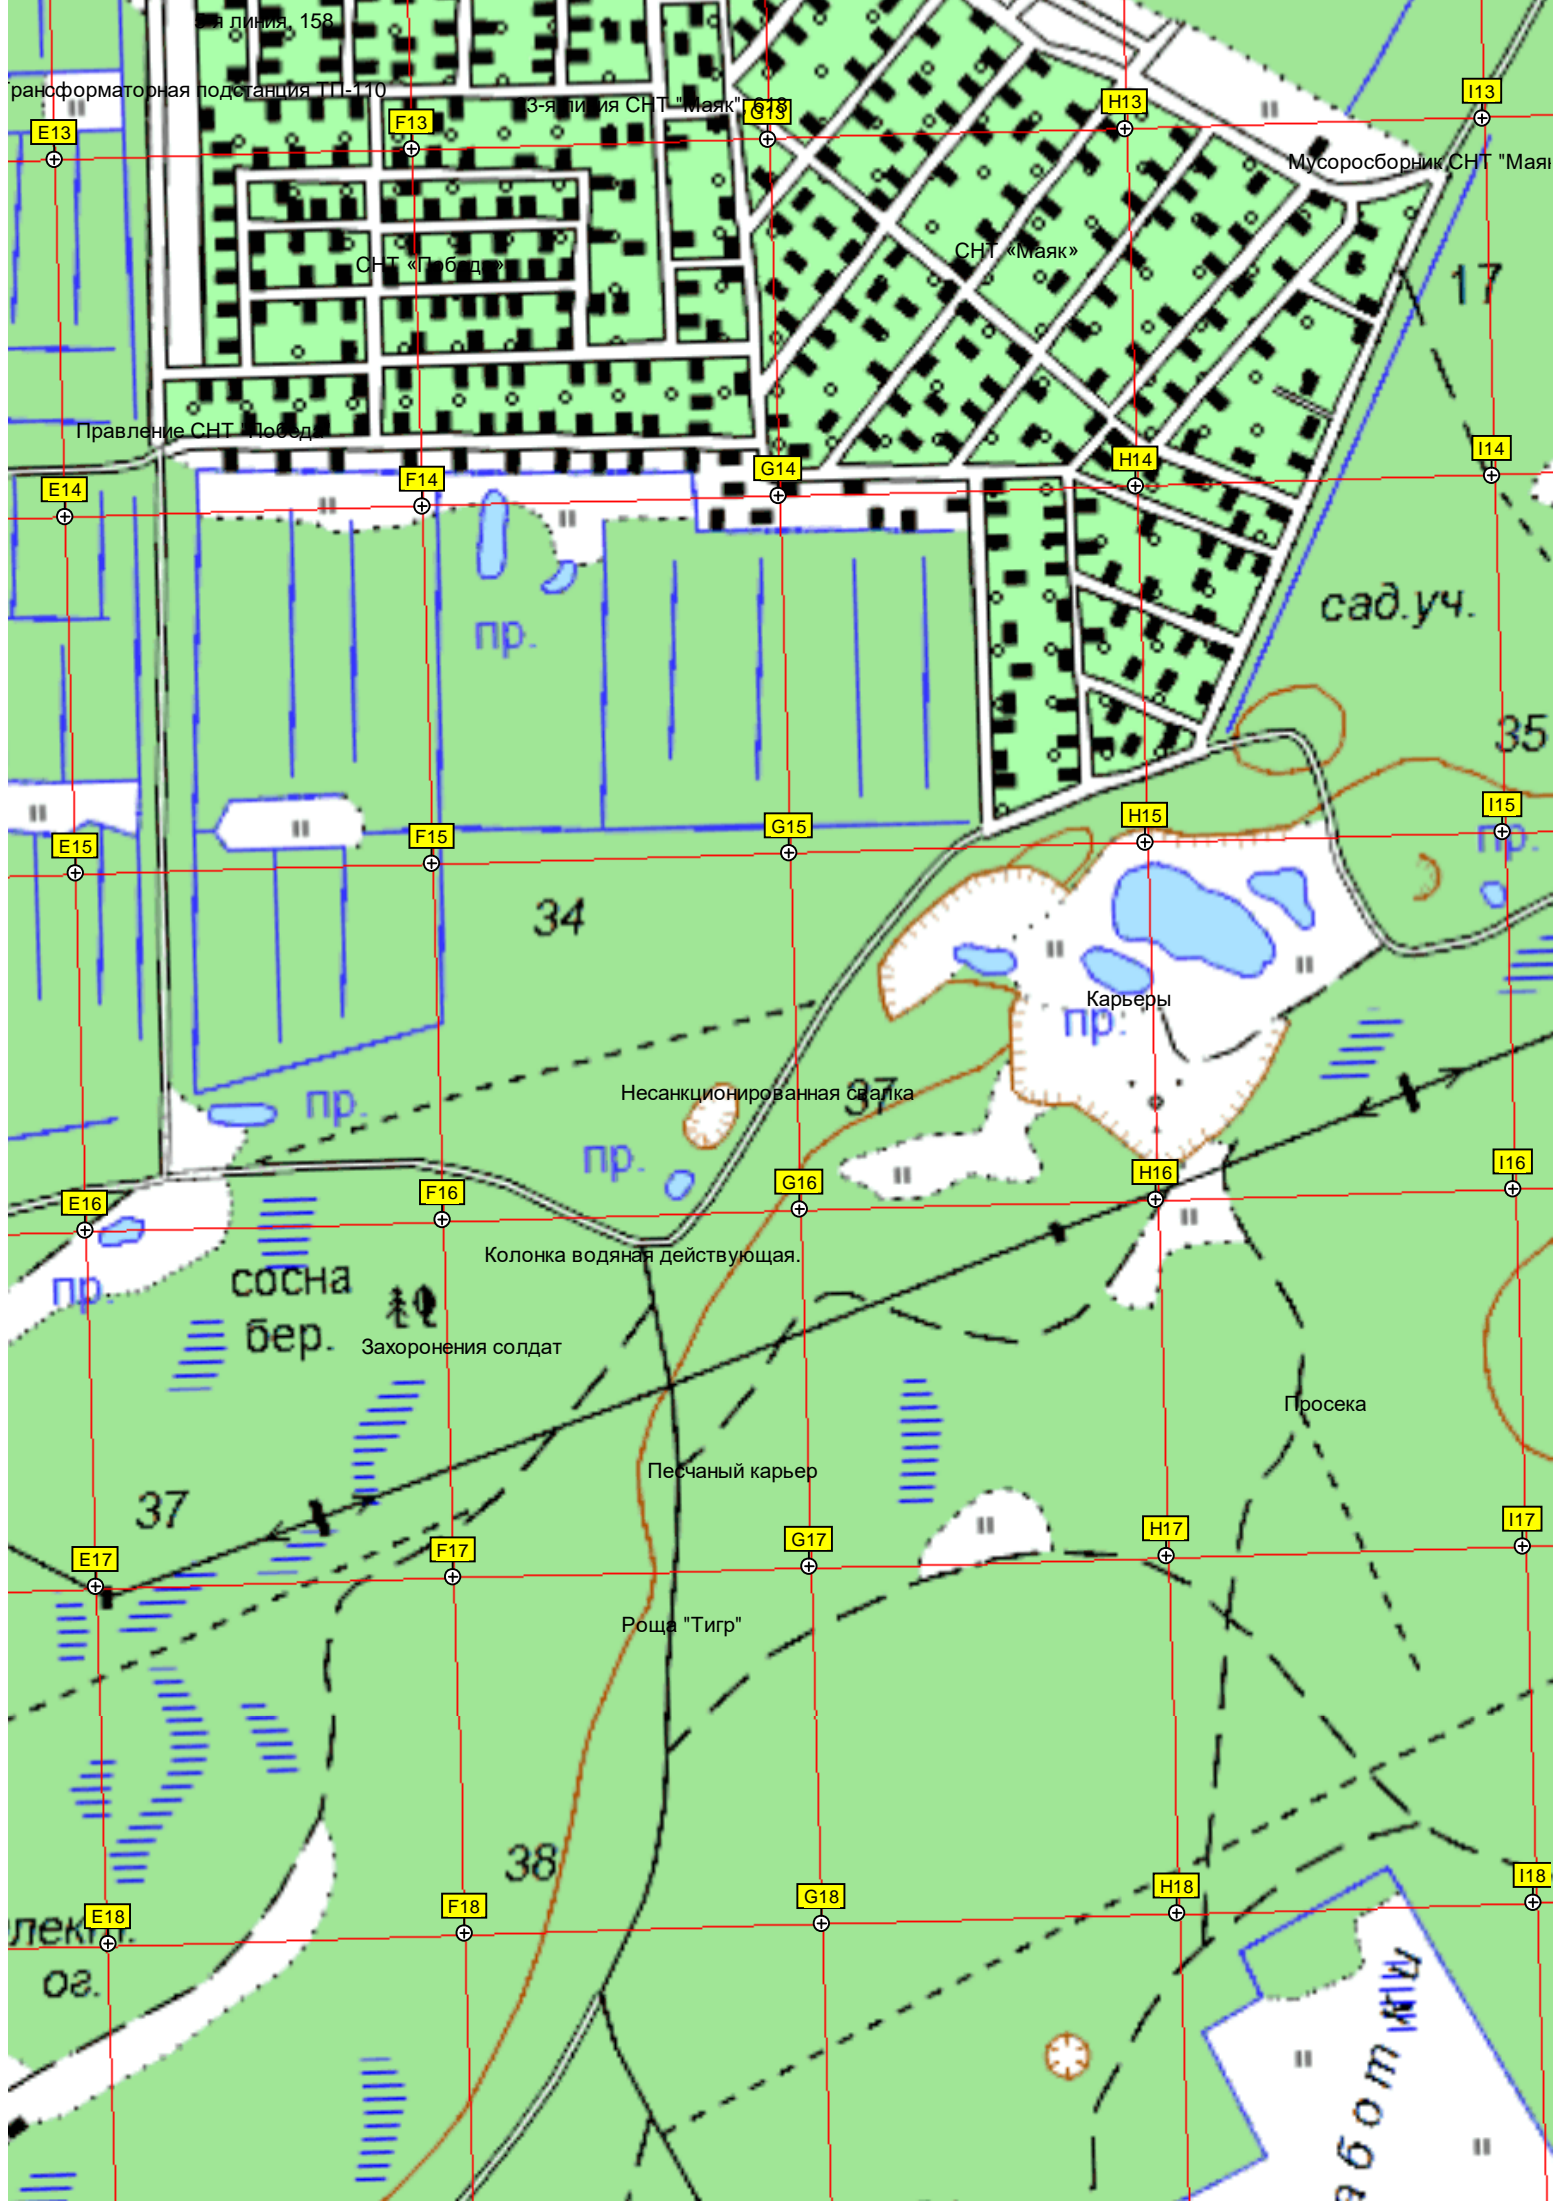 линия, 158
трансформаторная подстанция ТП-110
3-я линия СНТ "Маяк", 618
E13
F13
G13
H13
I13
Мусоросборник СНТ "Маяк
СНТ «Победа»
СНТ «Маяк»
17
Правление СНТ "Победа"
E14
F14
G14
H14
I14
пр.
сад.уч.
35
E15
F15
G15
H15
I15
пр.
34
Карьеры
пр.
Несанкционированная свалка
37
пр.
пр.
E16
F16
G16
H16
I16
Колонка водяная действующая.
пр.
сосна
бер.
Захоронения солдат
Просека
Песчаный карьер
37
E17
F17
G17
H17
I17
Роща "Тигр"
38
E18
F18
G18
H18
I18
ог.